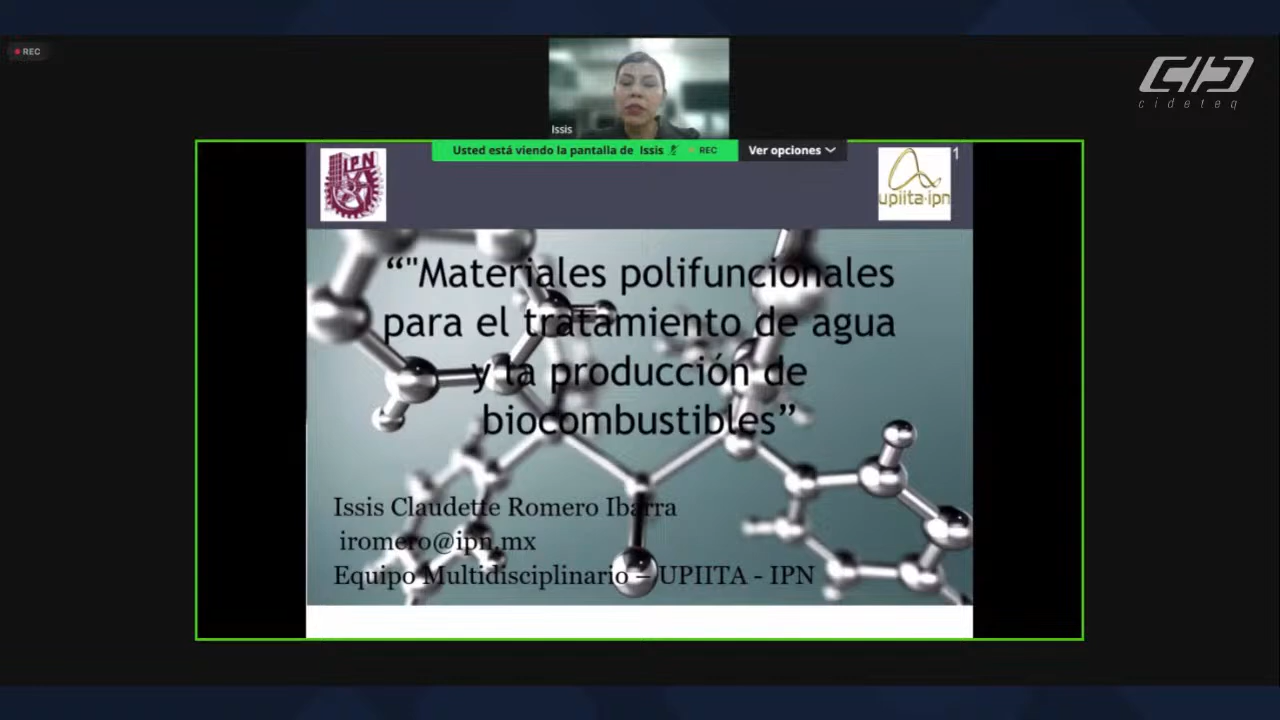 REC
cideteq
Issis
Usted está viendo la pantalla de Issis
REC
Ver opciones
IPN
upiita-ipn
1
“"Materiales polifuncionales
para el tratamiento de agua
y la producción de
biocombustibles”
Issis Claudette Romero Ibarra
iromero@ipn.mx
Equipo Multidisciplinario – UPIITA - IPN